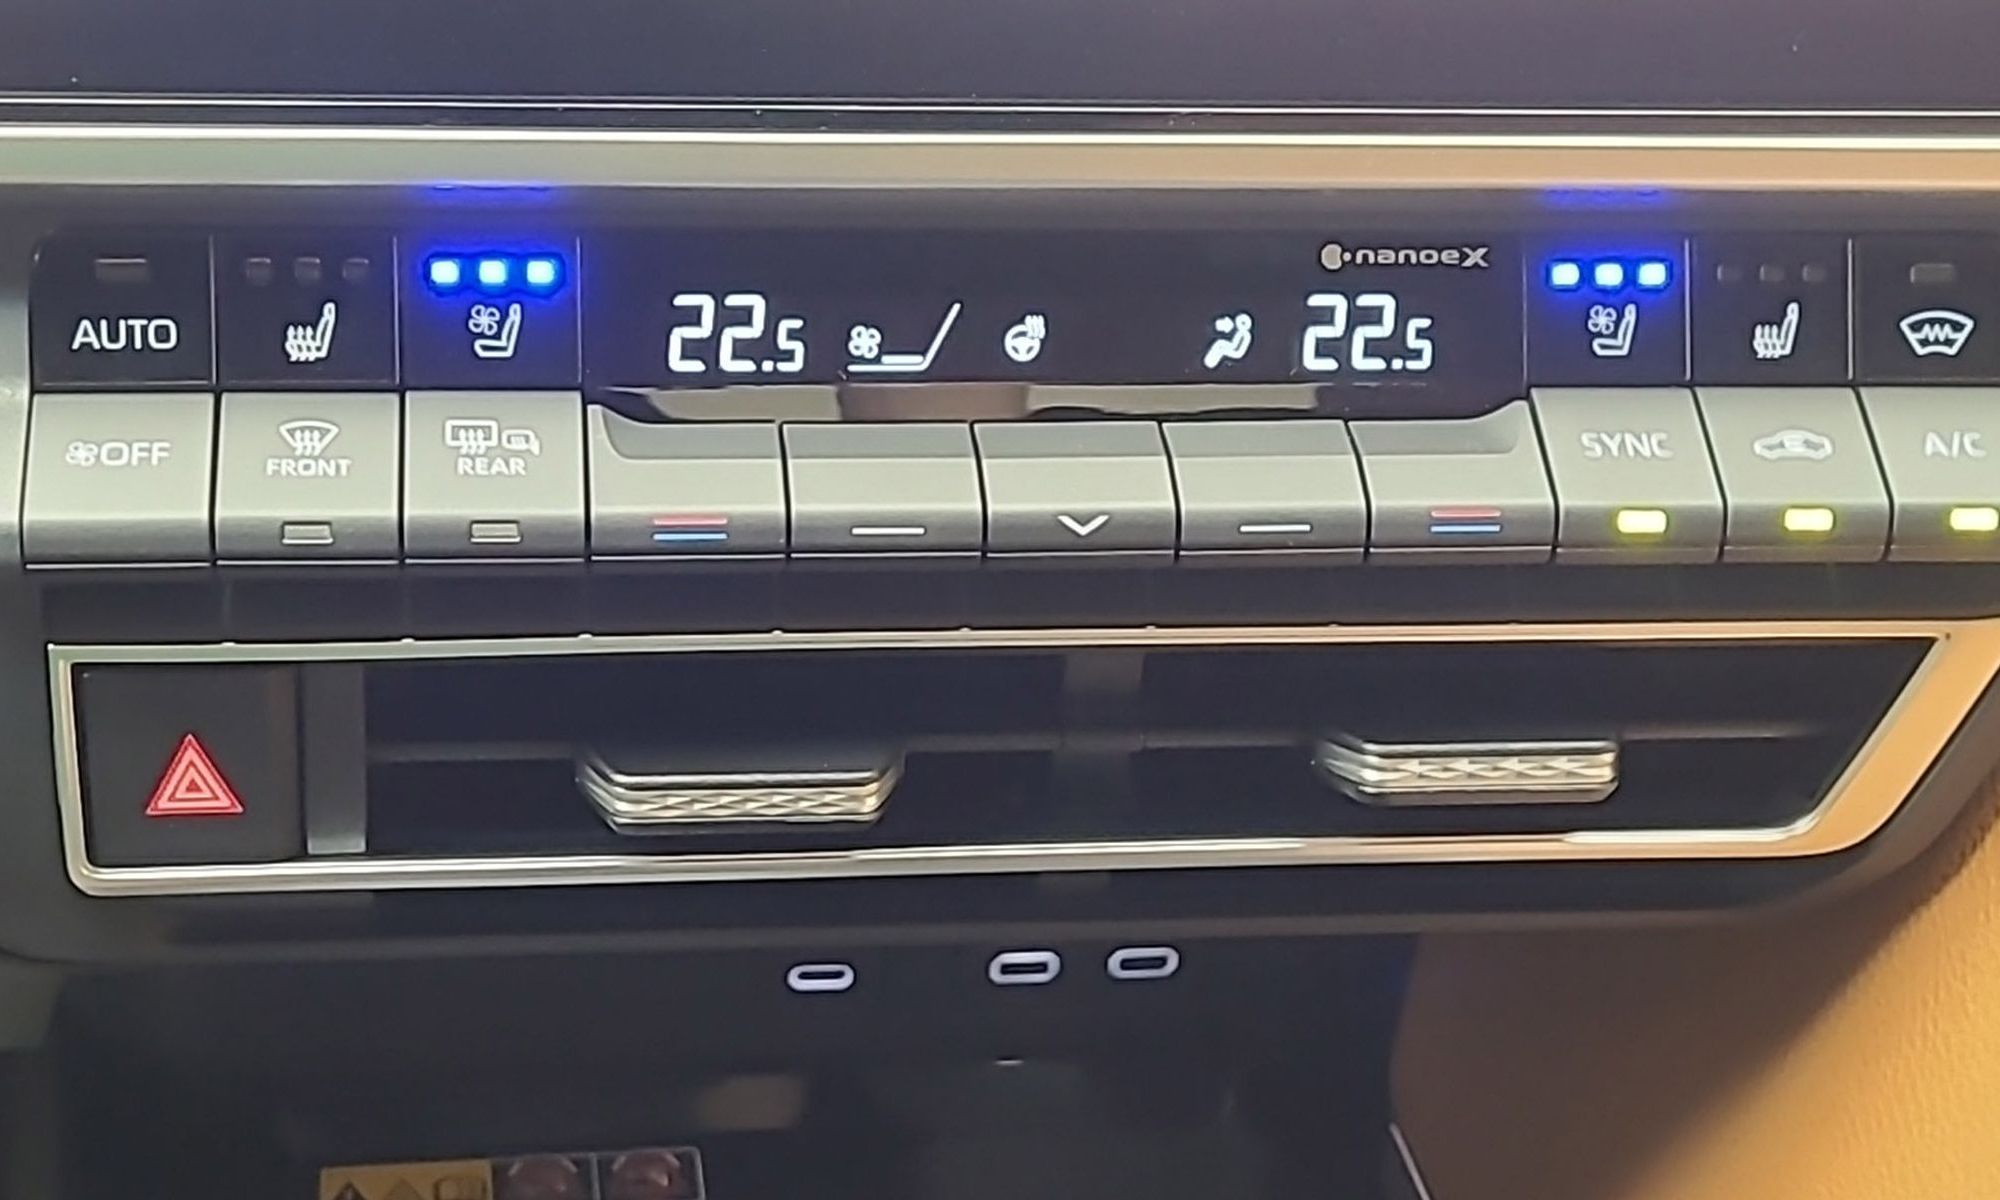 nanoeX
AUTO
22.5
22.5
OFF
FRONT
REAR
SYNC
A/C